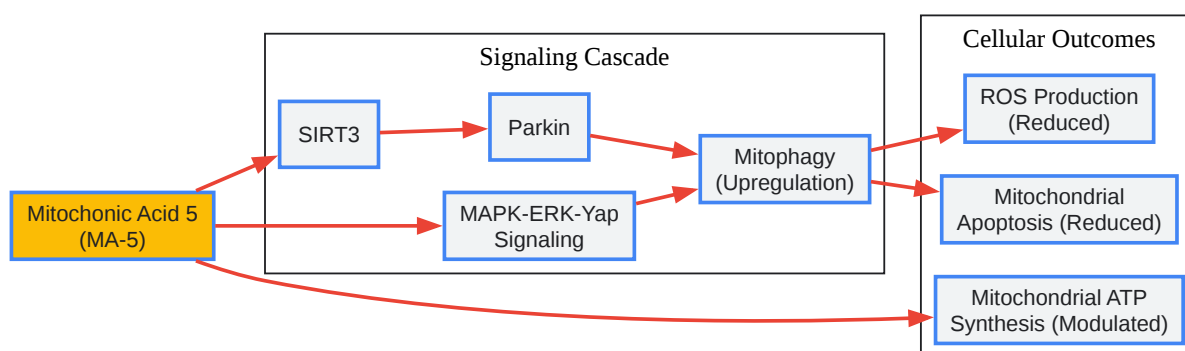 Signaling Cascade
Cellular Outcomes
SIRT3
Parkin
Mitophagy
(Upregulation)
ROS Production
(Reduced)
Mitochonic Acid 5
(MA-5)
MAPK-ERK-Yap
Signaling
Mitochondrial
Apoptosis (Reduced)
Mitochondrial ATP
Synthesis (Modulated)